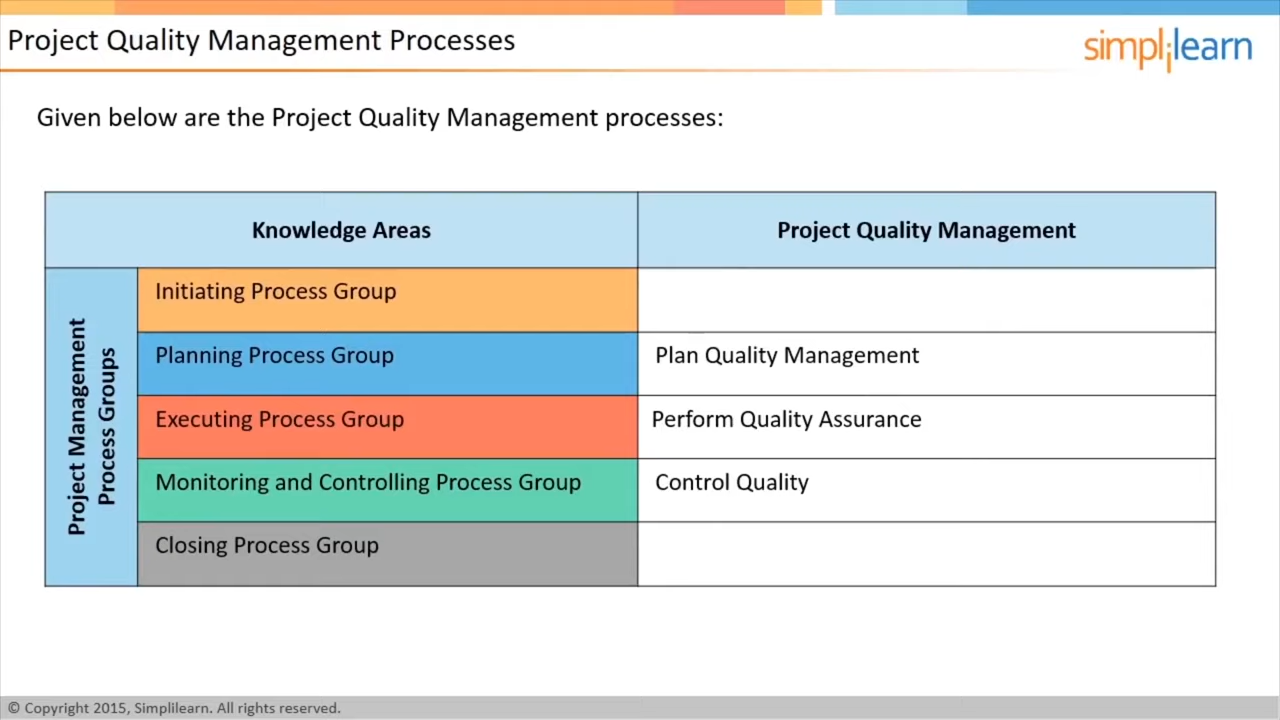 Project Quality Management Processes
simplilearn
Given below are the Project Quality Management processes:
Knowledge Areas
Project Quality Management
Project Management
Process Groups
Initiating Process Group
Planning Process Group
Plan Quality Management
Executing Process Group
Perform Quality Assurance
Monitoring and Controlling Process Group
Control Quality
Closing Process Group
© Copyright 2015, Simplilearn. All rights reserved.